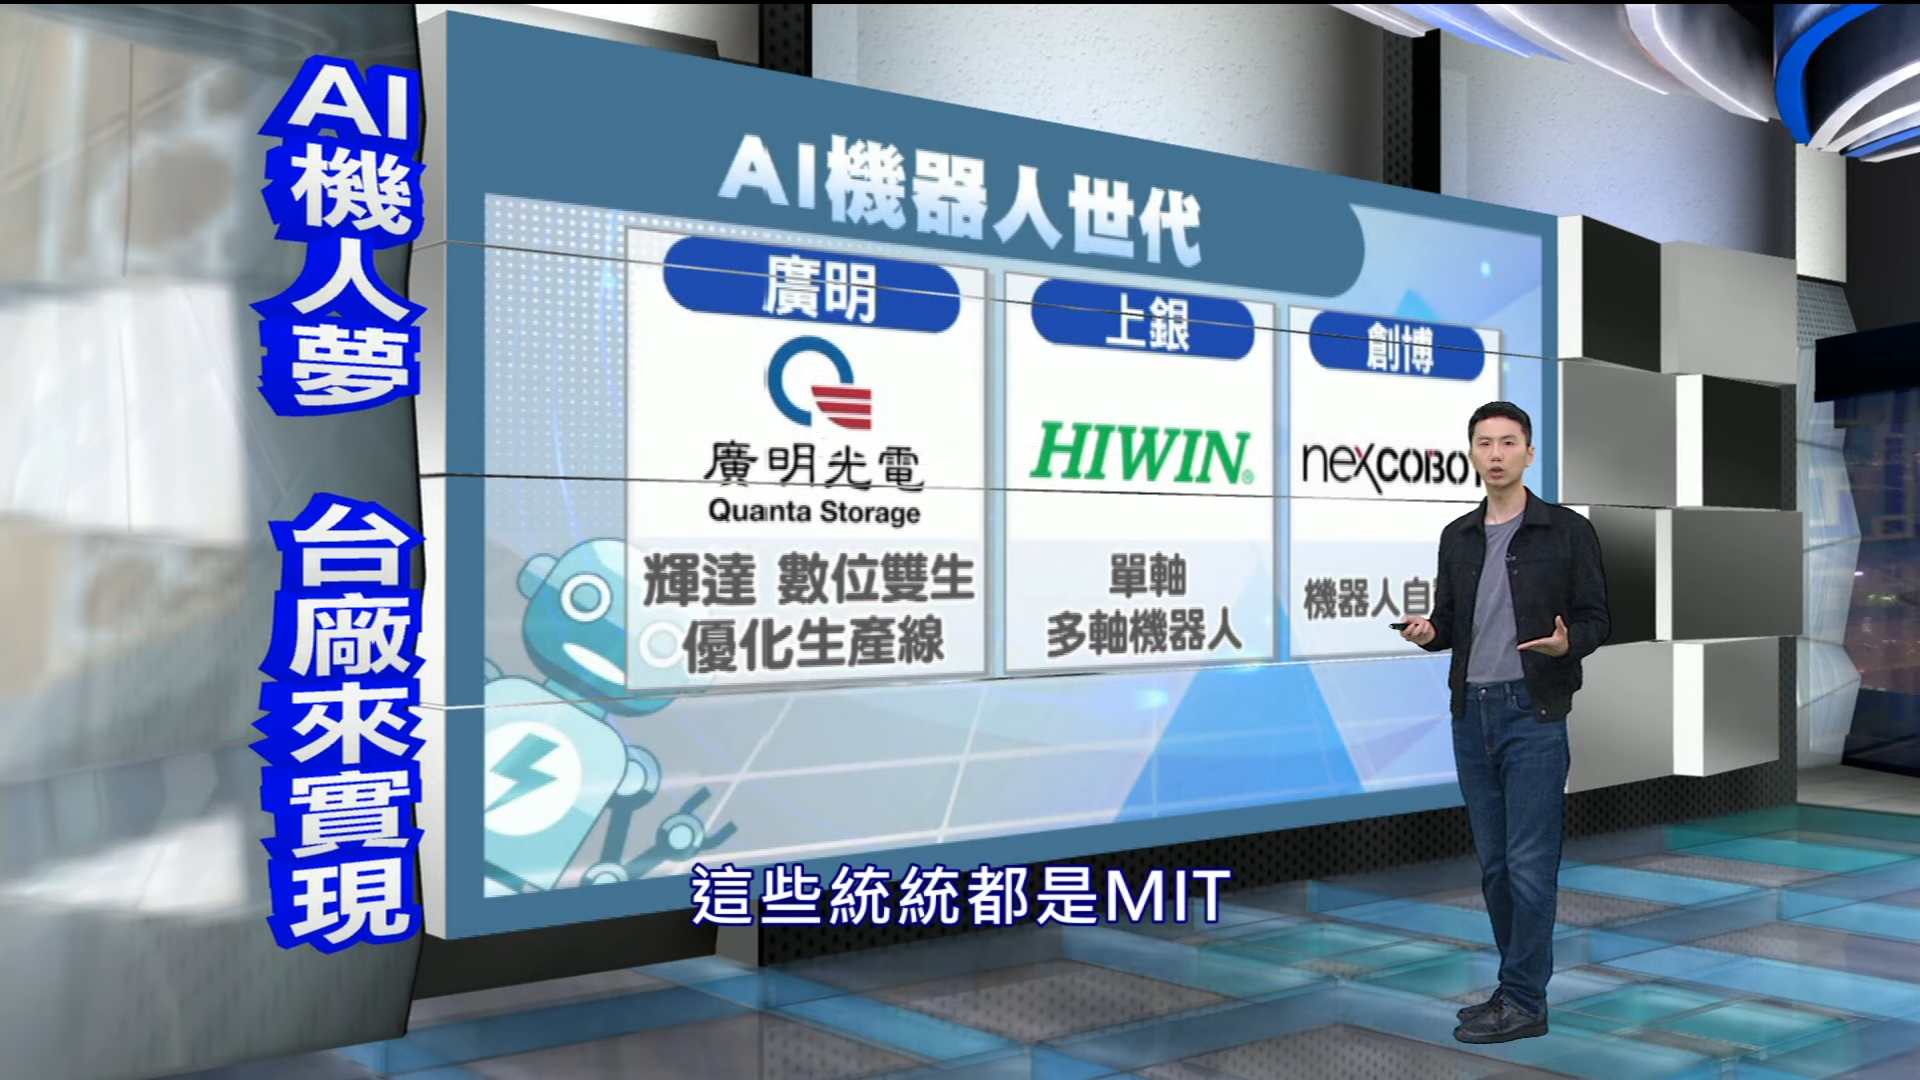 AI機器人世代
廣明
廣明光電
Quanta Storage
輝達 數位雙生
優化生產線
上銀
HIWIN®
單軸
多軸機器人
創博
機器人自
AI機人夢 台廠來實現
這些統統都是MIT